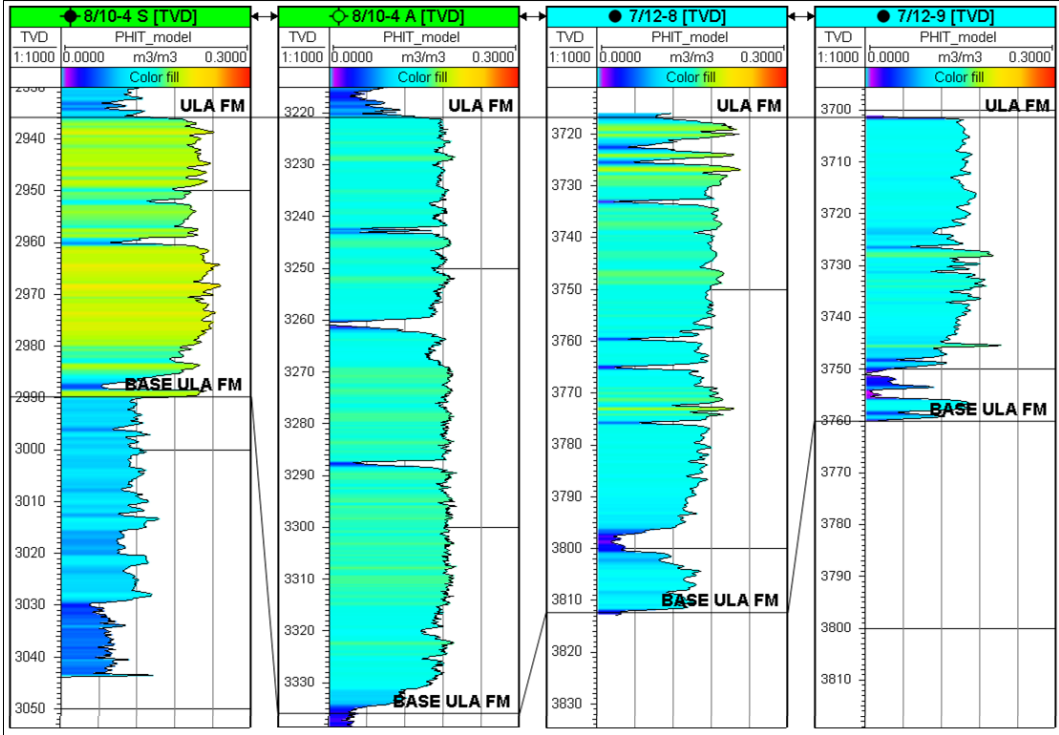 8/10-4 S [TVD]
TVD PHIT_model
1:1000 0.0000 m3/m3 0.3000
Color fill
ULA FM
2940
2950
2960
2970
2980
BASE ULA FM
2990
3000
3010
3020
3030
3040
3050
8/10-4 A [TVD]
TVD PHIT_model
1:1000 0.0000 m3/m3 0.3000
Color fill
ULA FM
3220
3230
3240
3250
3260
3270
3280
3290
3300
3310
3320
3330
BASE ULA FM
7/12-8 [TVD]
TVD PHIT_model
1:1000 0.0000 m3/m3 0.3000
Color fill
ULA FM
3720
3730
3740
3750
3760
3770
3780
3790
3800
3810
BASE ULA FM
3820
3830
7/12-9 [TVD]
TVD PHIT_model
1:1000 0.0000 m3/m3 0.3000
Color fill
ULA FM
3700
3710
3720
3730
3740
3750
BASE ULA FM
3760
3770
3780
3790
3800
3810